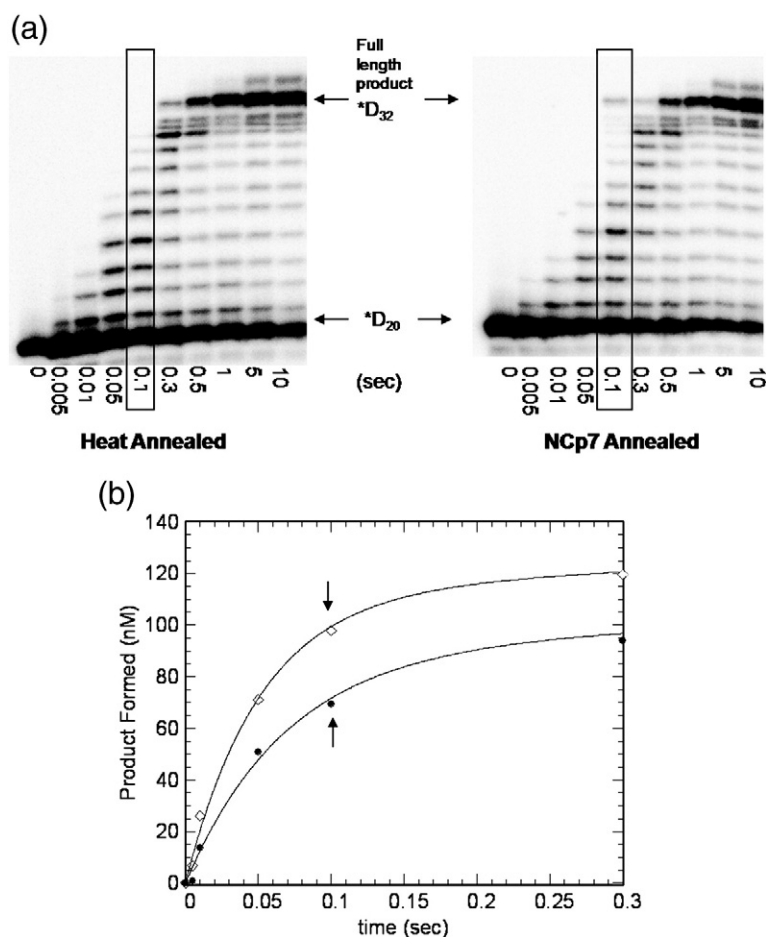 (a)
Full
length
product
*D32
*D20
0 0.005 0.01 0.05 0.1 0.3 0.5 1 5 10
(sec)
0 0.005 0.01 0.05 0.1 0.3 0.5 1 5 10
Heat Annealed
NCp7 Annealed
(b)
140
120
100
80
60
40
20
0
Product Formed (nM)
0 0.05 0.1 0.15 0.2 0.25 0.3
time (sec)